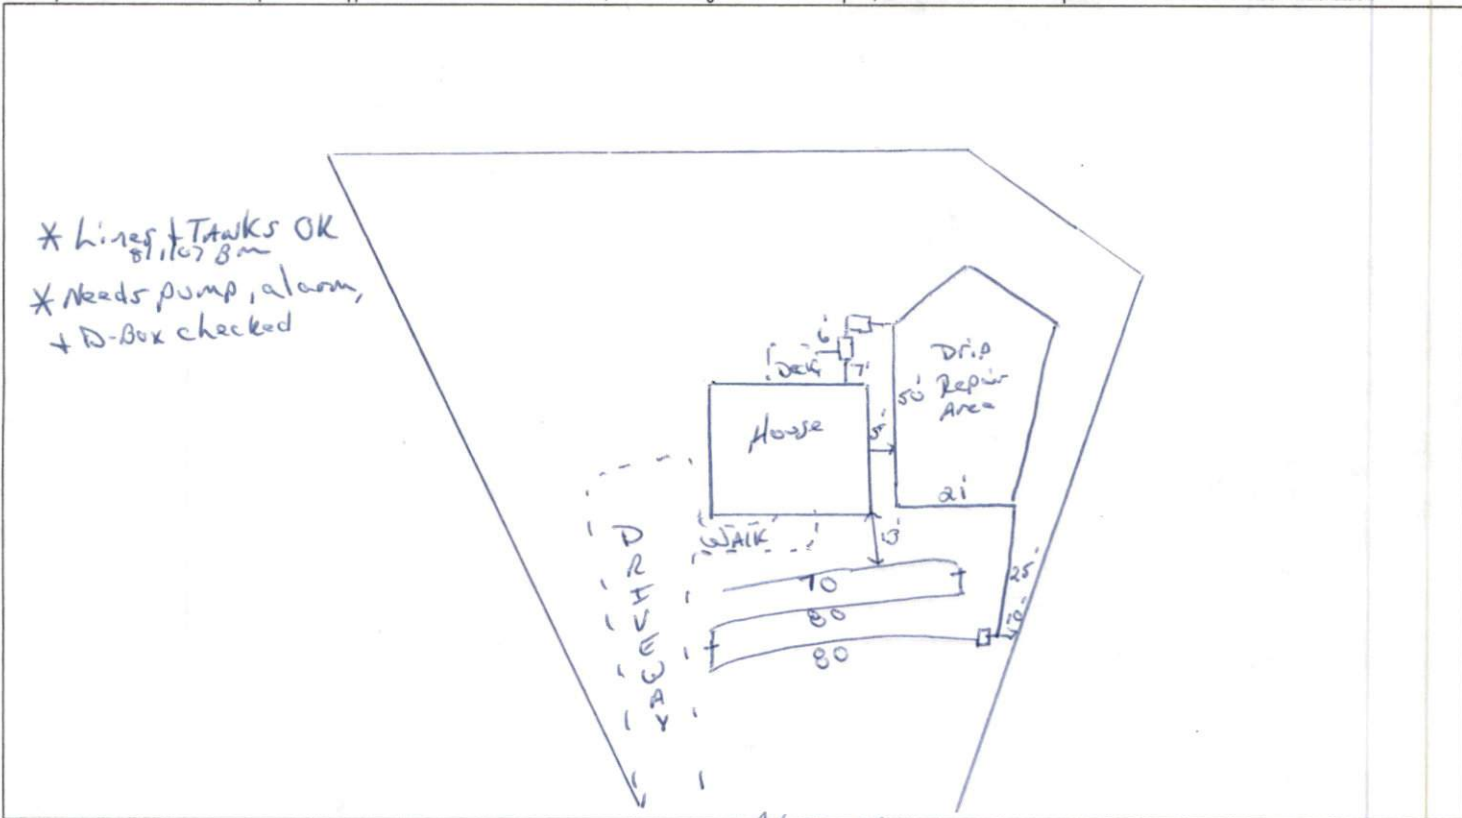 * Lines + TANKS OK
8/1/07 Bm
* Needs pump, alarm,
+ D-Box checked
6'
Deck
7'
Drip
50' Repair
Area
House
5'
21'
13'
WALK
DRIVEWAY
70
80
80
25'
10'